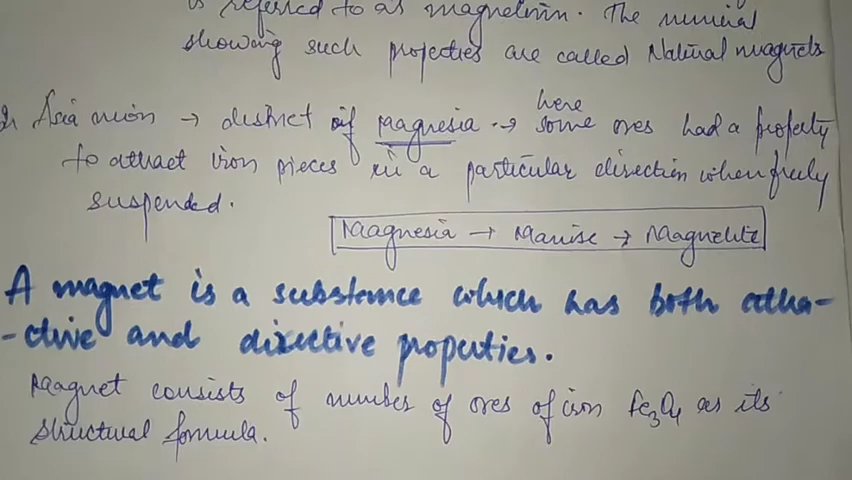 is referred to as magnetism. The mineral
showing such properties are called Natural magnets
In Asia minor → district of Magnesia → here some ores had a property
to attract iron pieces in a particular direction when freely
suspended.
Magnesia → Manisc → Magnetite
A magnet is a substance which has both attra-
-ctive and directive properties.
Magnet consists of number of ores of iron Fe3O4 as its
structural formula.